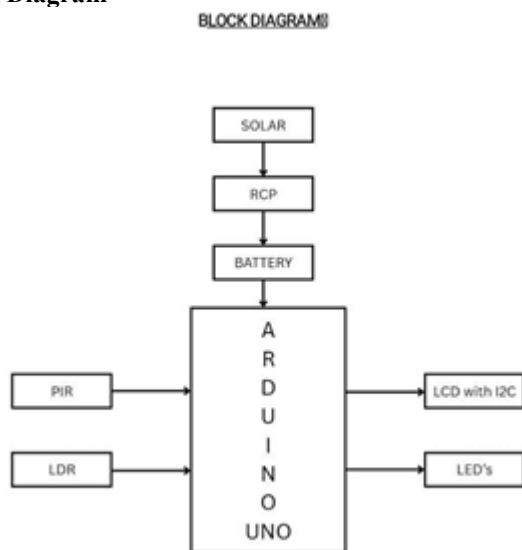 Diagram
BLOCK DIAGRAM
SOLAR
RCP
BATTERY
A
R
D
U
I
N
O
UNO
PIR
LDR
LCD with I2C
LED's